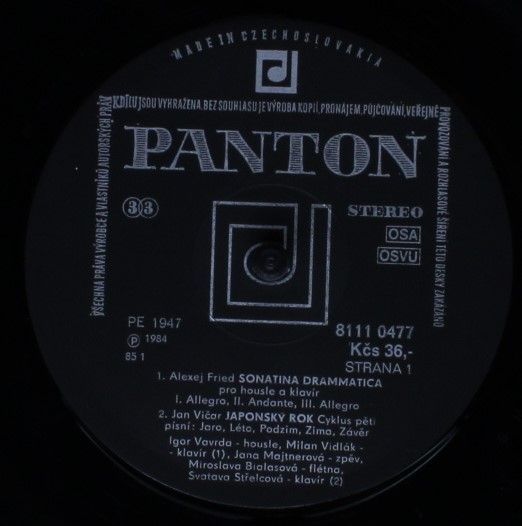 MADE IN CZECHOSLOVAKIA
VŠECHNA PRÁVA VÝROBCE A VLASTNÍKŮ AUTORSKÝCH PRÁV
K DÍLU JSOU VYHRAŽENA. BEZ SOUHLASU JE VÝROBA KOPIÍ, PRONÁJEM, PŮJČOVÁNÍ, VEŘEJNÉ
PROVOZOVÁNÍ A ROZHLASOVÉ ŠÍŘENÍ TÉTO DESKY ZAKÁZÁNO
PANTON
33
STEREO
OSA
OSVU
PE 1947
8111 0477
Ⓟ 1984
Kčs 36,-
85 1
STRANA 1
1. Alexej Fried SONATINA DRAMMATICA
pro housle a klavír
I. Allegro, II. Andante, III. Allegro
2. Jan Vičar JAPONSKÝ ROK Cyklus pěti
písní: Jaro, Léto, Podzim, Zima, Závěr
Igor Vavrda - housle, Milan Vidlák -
- klavír (1), Jana Majtnerová - zpěv,
Miroslava Bialasová - flétna,
Svatava Střelcová - klavír (2)